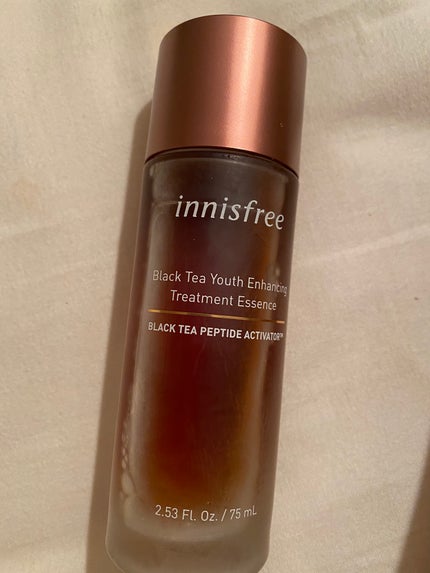 innisfree
Black Tea Youth Enhancing
Treatment Essence
BLACK TEA PEPTIDE ACTIVATOR™
2.53 Fl. Oz. / 75 mL